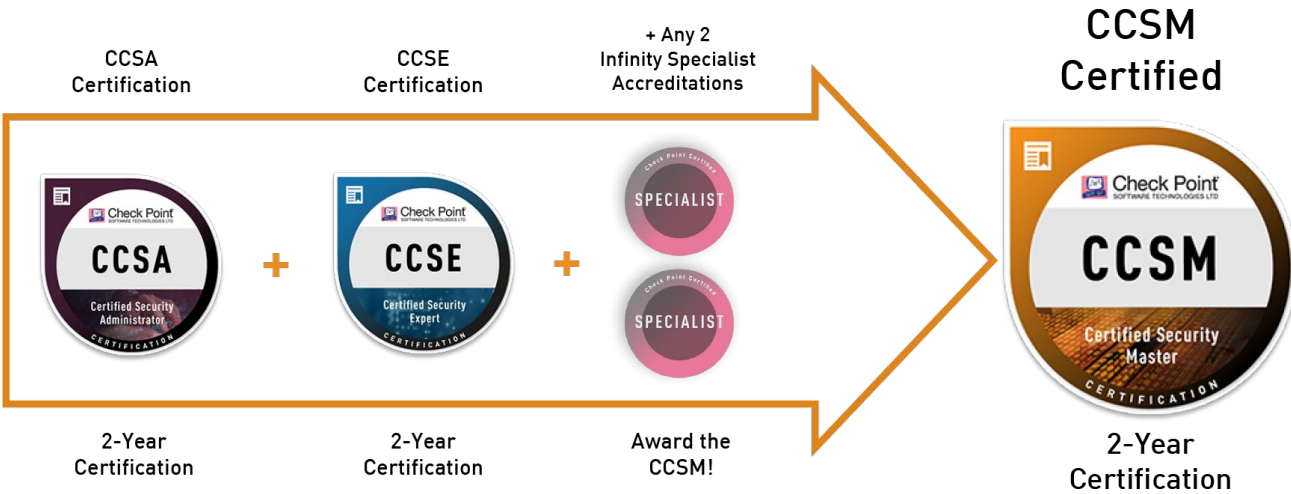 CCSA
Certification
CCSE
Certification
+ Any 2
Infinity Specialist
Accreditations
CCSM
Certified
Check Point
SOFTWARE TECHNOLOGIES LTD
CCSA
Certified Security
Administrator
CERTIFICATION
+
Check Point
SOFTWARE TECHNOLOGIES LTD
CCSE
Certified Security
Expert
CERTIFICATION
+
Check Point Certified
SPECIALIST
Check Point Certified
SPECIALIST
Check Point
SOFTWARE TECHNOLOGIES LTD
CCSM
Certified Security
Master
CERTIFICATION
2-Year
Certification
2-Year
Certification
Award the
CCSM!
2-Year
Certification